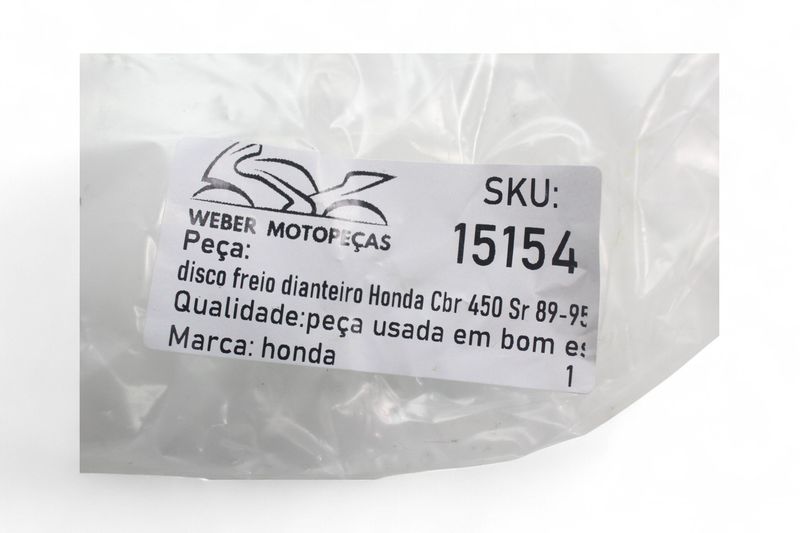 WEBER MOTOPEÇAS
SKU:
15154
Peça:
disco freio dianteiro Honda Cbr 450 Sr 89-95
Qualidade:peça usada em bom es
Marca: honda
1